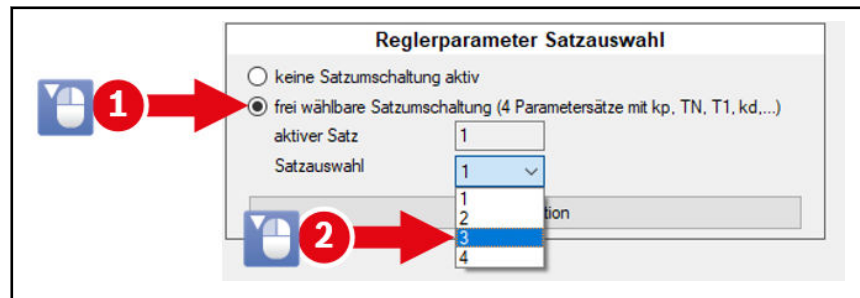 Reglerparameter Satzauswahl
keine Satzumschaltung aktiv
1
frei wählbare Satzumschaltung (4 Parametersätze mit kp, TN, T1, kd,...)
aktiver Satz 1
Satzauswahl 1
1
2 tion
2
3
4